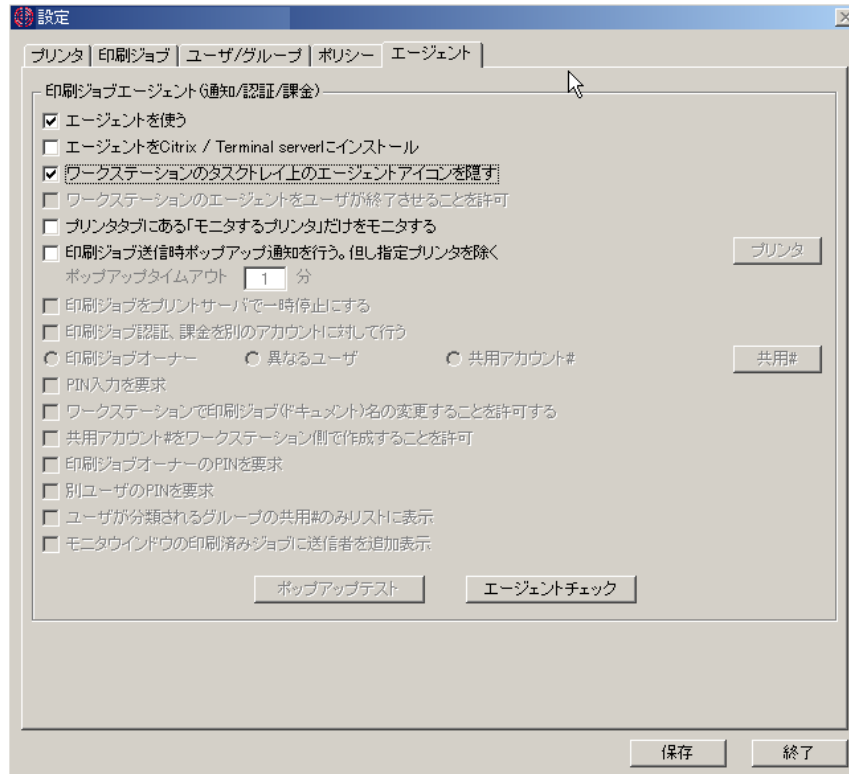 設定
プリンタ 印刷ジョブ ユーザ/グループ ポリシー エージェント
印刷ジョブエージェント(通知/認証/課金)
エージェントを使う
エージェントをCitrix / Terminal serverlにインストール
ワークステーションのタスクトレイ上のエージェントアイコンを隠す
ワークステーションのエージェントをユーザが終了させることを許可
プリンタタブにある「モニタするプリンタ」だけをモニタする
印刷ジョブ送信時ポップアップ通知を行う。但し指定プリンタを除く プリンタ
ポップアップタイムアウト 1 分
印刷ジョブをプリントサーバで一時停止にする
印刷ジョブ認証、課金を別のアカウントに対して行う
印刷ジョブオーナー 異なるユーザ 共用アカウント# 共用#
PIN入力を要求
ワークステーションで印刷ジョブ(ドキュメント)名の変更することを許可する
共用アカウント#をワークステーション側で作成することを許可
印刷ジョブオーナーのPINを要求
別ユーザのPINを要求
ユーザが分類されるグループの共用#のみリストに表示
モニタウインドウの印刷済みジョブに送信者を追加表示
ポップアップテスト エージェントチェック
保存 終了